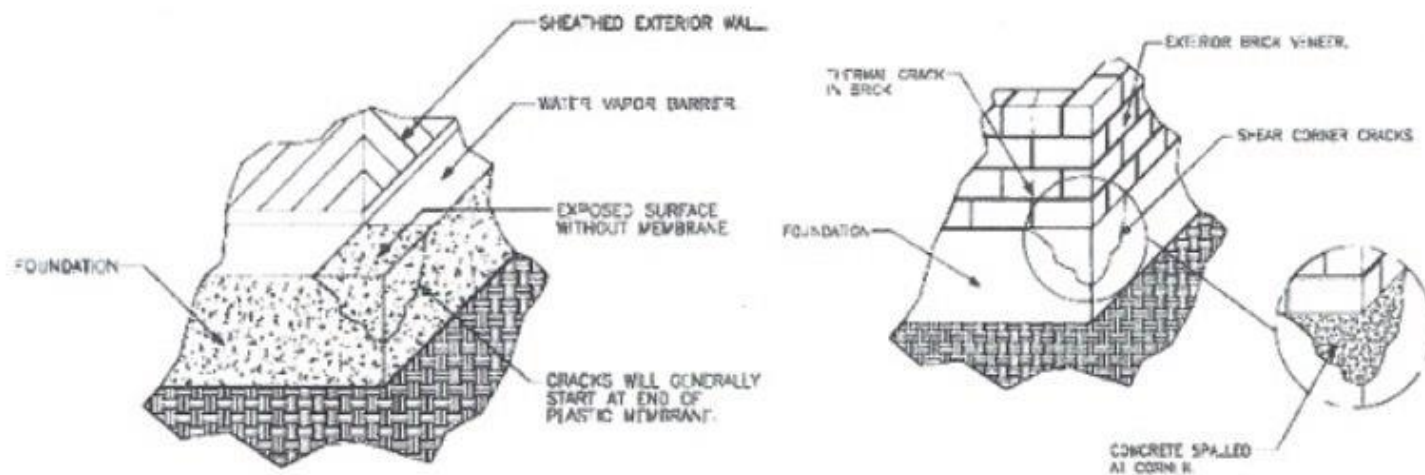 SHEATHED EXTERIOR WALL
WATER VAPOR BARRIER
EXPOSED SURFACE
WITHOUT MEMBRANE
FOUNDATION
CRACKS WILL GENERALLY
START AT END OF
PLASTIC MEMBRANE.
EXTERIOR BRICK VENEER.
THERMAL CRACK
IN BRICK
SHEAR CORNER CRACKS
FOUNDATION
CONCRETE SPALLED
AT CORNER.